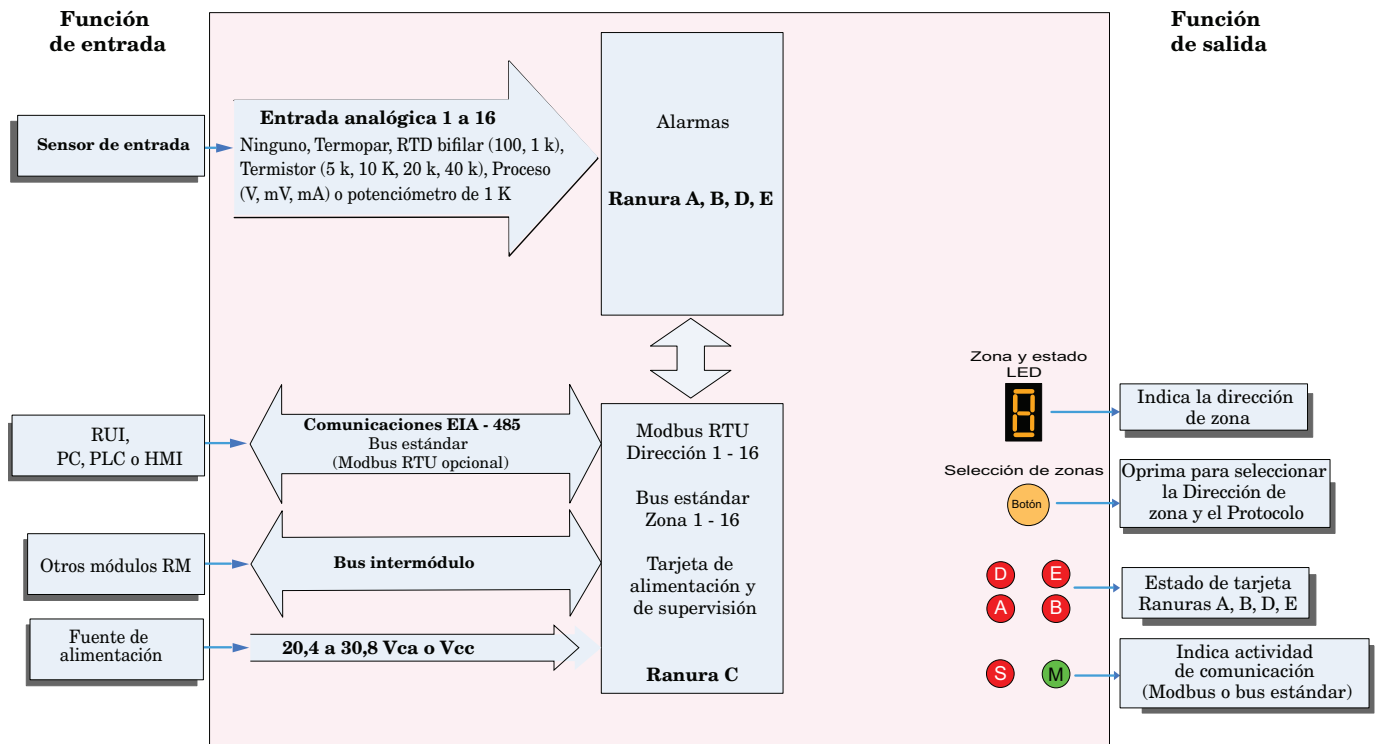 Función
de entrada
Función
de salida
Sensor de entrada
Entrada analógica 1 a 16
Ninguno, Termopar, RTD bifilar (100, 1 k),
Termistor (5 k, 10 K, 20 k, 40 k), Proceso
(V, mV, mA) o potenciómetro de 1 K
Alarmas
Ranura A, B, D, E
RUI,
PC, PLC o HMI
Comunicaciones EIA - 485
Bus estándar
(Modbus RTU opcional)
Otros módulos RM
Bus intermódulo
Fuente de
alimentación
20,4 a 30,8 Vca o Vcc
Modbus RTU
Dirección 1 - 16
Bus estándar
Zona 1 - 16
Tarjeta de
alimentación y
de supervisión
Ranura C
Zona y estado
LED
8
Indica la dirección
de zona
Selección de zonas
Botón
Oprima para seleccionar
la Dirección de
zona y el Protocolo
D
E
A
B
Estado de tarjeta
Ranuras A, B, D, E
S
M
Indica actividad
de comunicación
(Modbus o bus estándar)